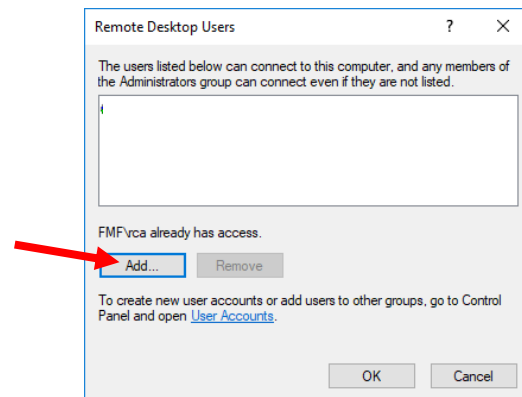 Remote Desktop Users
?
The users listed below can connect to this computer, and any members of
the Administrators group can connect even if they are not listed.
FMF\rca already has access.
Add... Remove
To create new user accounts or add users to other groups, go to Control
Panel and open User Accounts.
OK Cancel